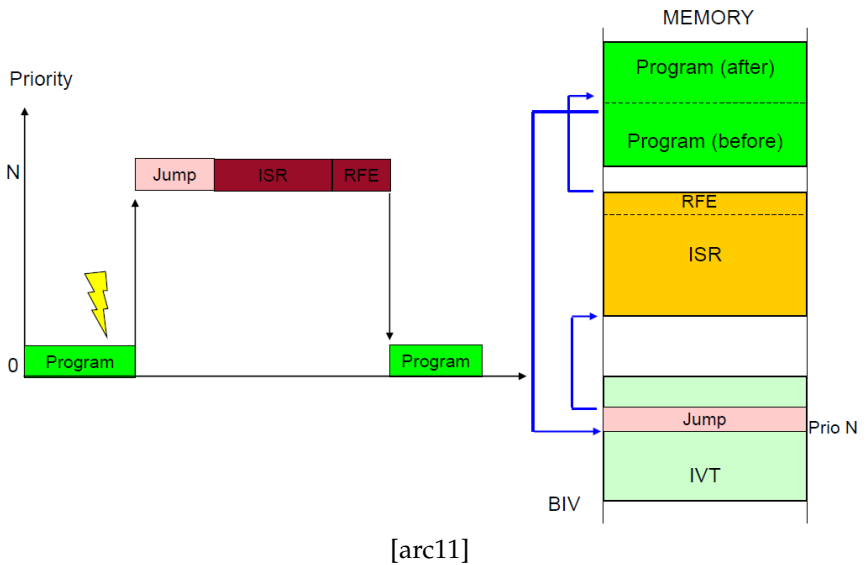 MEMORY
Priority
N
Jump
ISR
RFE
0
Program
Program
Program (after)
Program (before)
RFE
ISR
Jump
Prio N
IVT
BIV
[arc11]